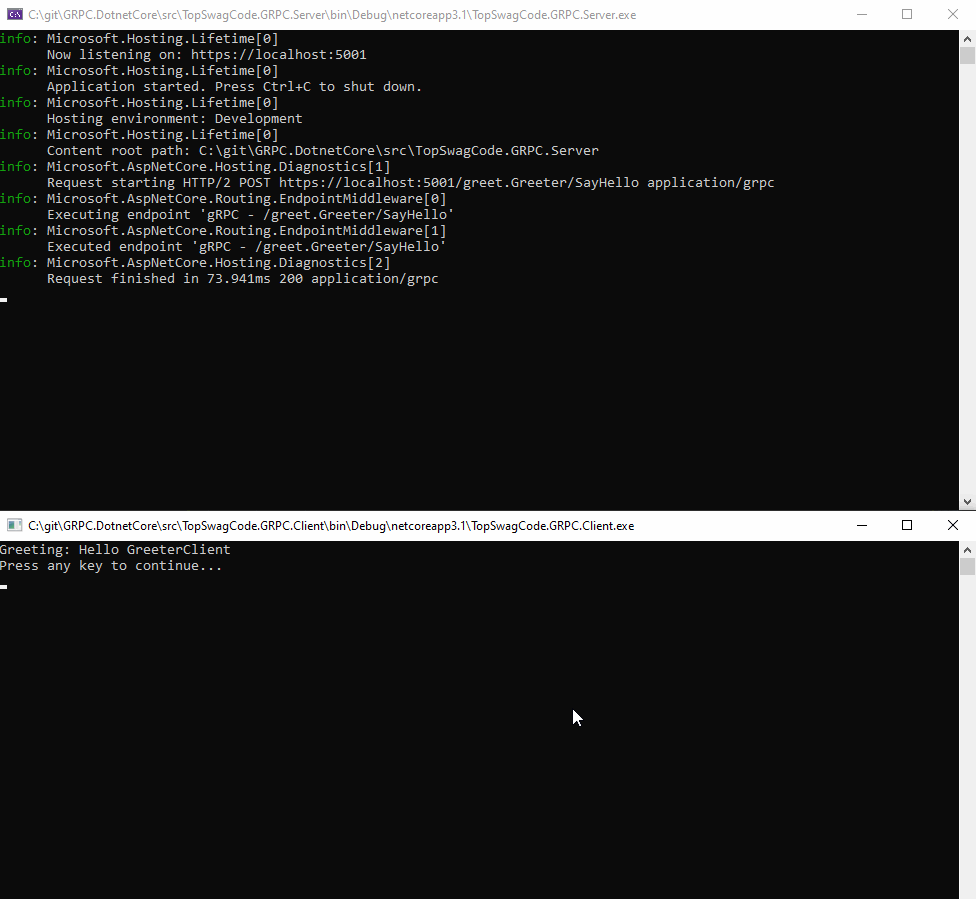 C:\git\GRPC.DotnetCore\src\TopSwagCode.GRPC.Server\bin\Debug\netcoreapp3.1\TopSwagCode.GRPC.Server.exe
info: Microsoft.Hosting.Lifetime[0]
      Now listening on: https://localhost:5001
info: Microsoft.Hosting.Lifetime[0]
      Application started. Press Ctrl+C to shut down.
info: Microsoft.Hosting.Lifetime[0]
      Hosting environment: Development
info: Microsoft.Hosting.Lifetime[0]
      Content root path: C:\git\GRPC.DotnetCore\src\TopSwagCode.GRPC.Server
info: Microsoft.AspNetCore.Hosting.Diagnostics[1]
      Request starting HTTP/2 POST https://localhost:5001/greet.Greeter/SayHello application/grpc
info: Microsoft.AspNetCore.Routing.EndpointMiddleware[0]
      Executing endpoint 'gRPC - /greet.Greeter/SayHello'
info: Microsoft.AspNetCore.Routing.EndpointMiddleware[1]
      Executed endpoint 'gRPC - /greet.Greeter/SayHello'
info: Microsoft.AspNetCore.Hosting.Diagnostics[2]
      Request finished in 73.941ms 200 application/grpc
C:\git\GRPC.DotnetCore\src\TopSwagCode.GRPC.Client\bin\Debug\netcoreapp3.1\TopSwagCode.GRPC.Client.exe
Greeting: Hello GreeterClient
Press any key to continue...